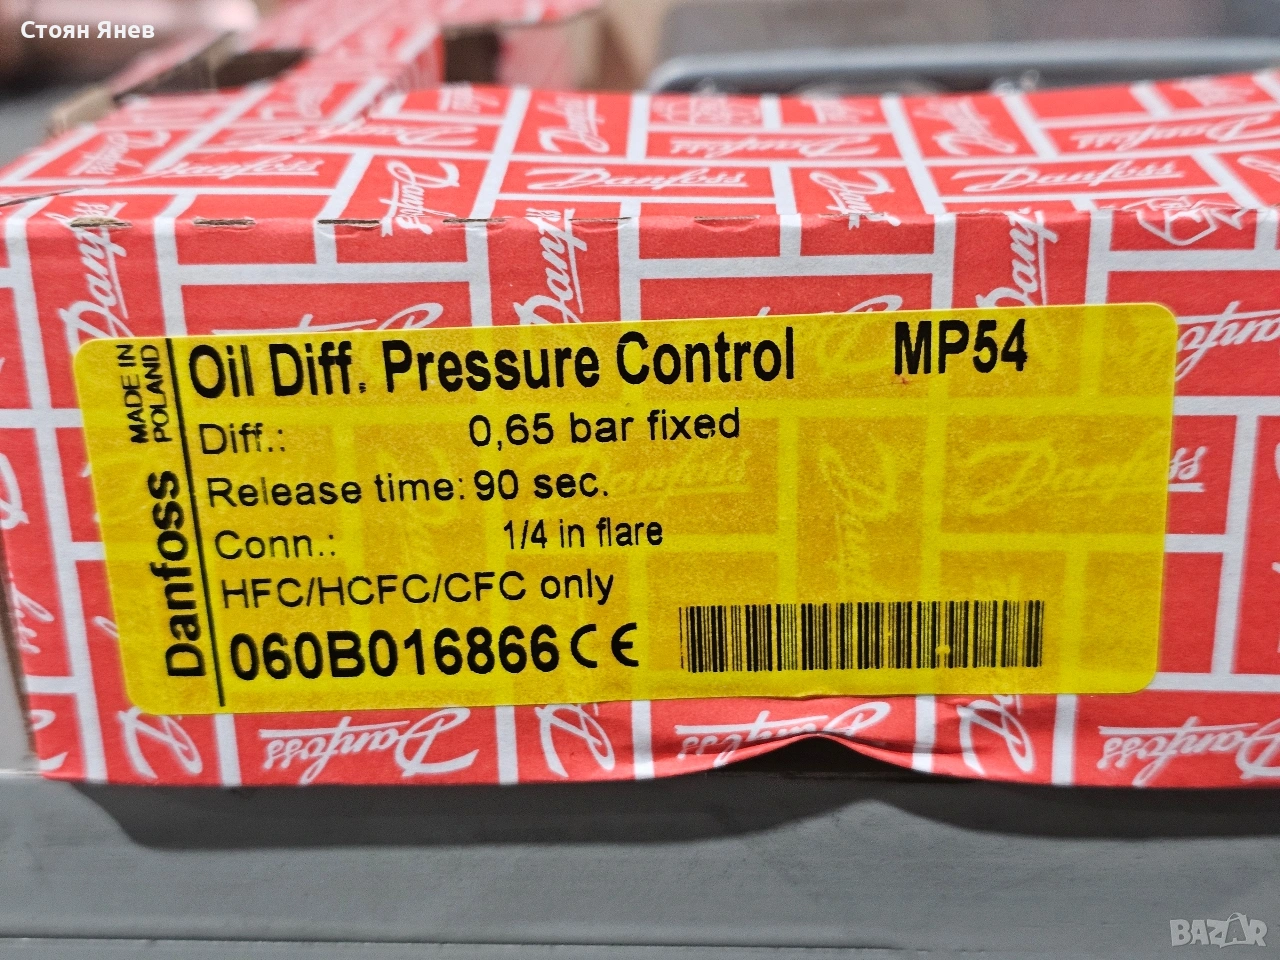 Стоян Янев
MADE IN
POLAND
Danfoss
Oil Diff. Pressure Control MP54
Diff.: 0,65 bar fixed
Release time: 90 sec.
Conn.: 1/4 in flare
HFC/HCFC/CFC only
060B016866 CE
BAZAR